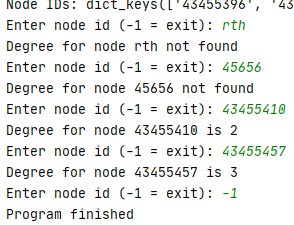 Node IDs: dict_keys(['43455396', '43
Enter node id (-1 = exit): rth
Degree for node rth not found
Enter node id (-1 = exit): 45656
Degree for node 45656 not found
Enter node id (-1 = exit): 43455410
Degree for node 43455410 is 2
Enter node id (-1 = exit): 43455457
Degree for node 43455457 is 3
Enter node id (-1 = exit): -1
Program finished